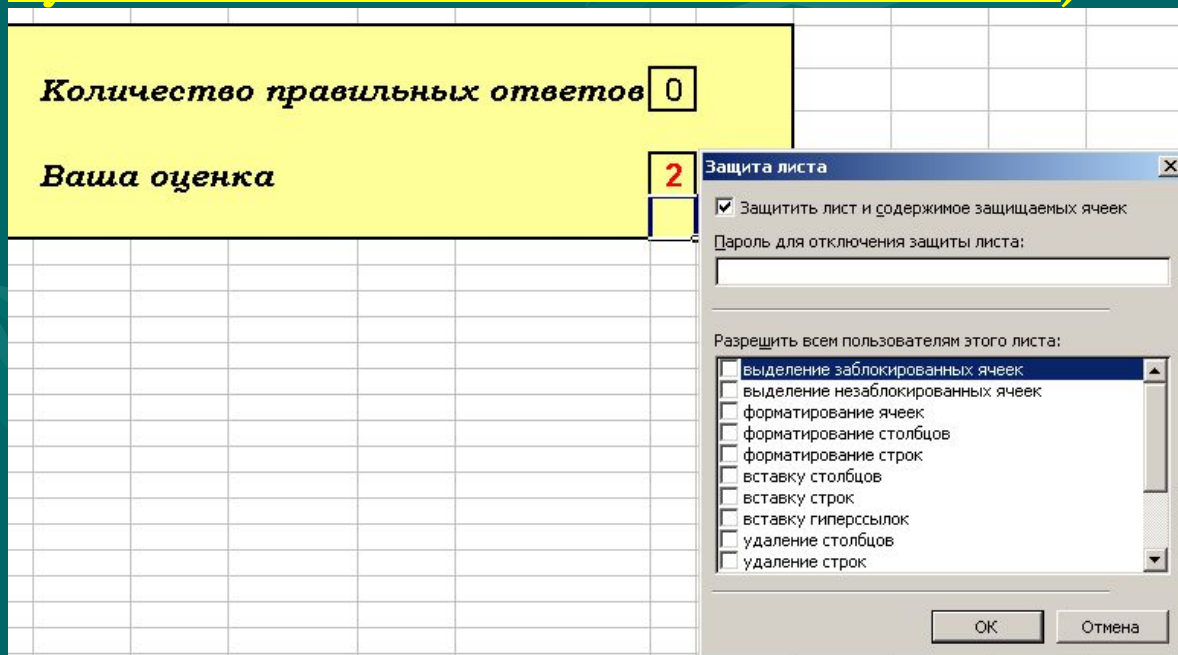 Количество правильных ответов 0
Ваша оценка 2
Защита листа
Защитить лист и содержимое защищаемых ячеек
Пароль для отключения защиты листа:
Разрешить всем пользователям этого листа:
выделение заблокированных ячеек
выделение незаблокированных ячеек
форматирование ячеек
форматирование столбцов
форматирование строк
вставку столбцов
вставку строк
вставку гиперссылок
удаление столбцов
удаление строк
ОК
Отмена